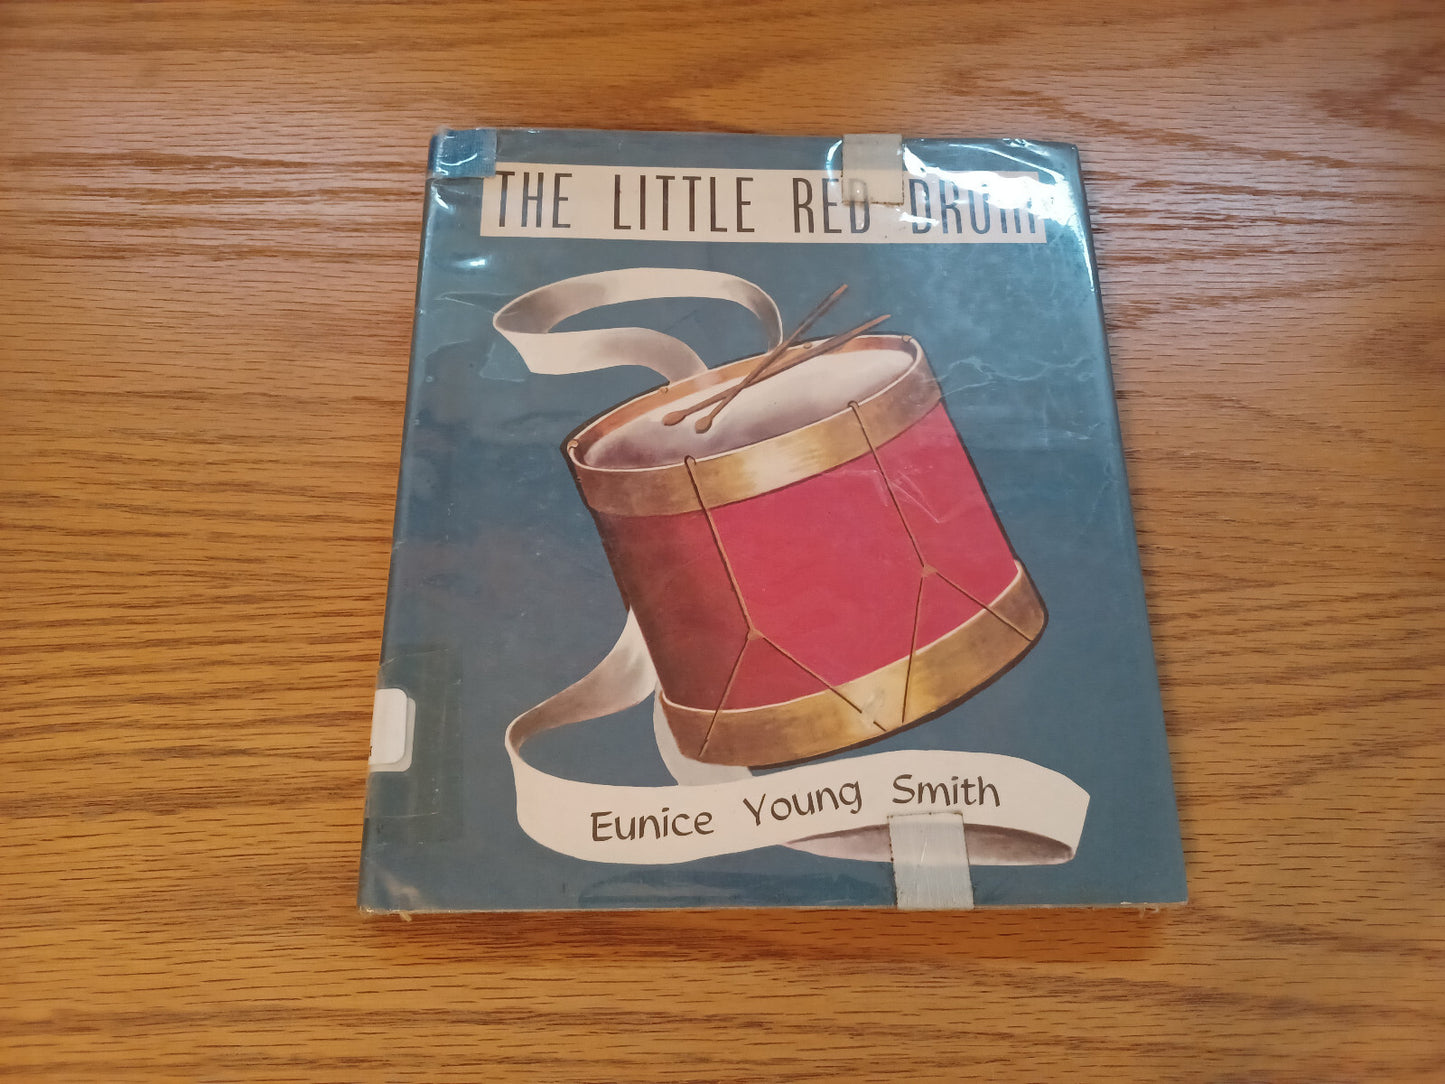 THE LITTLE RED DRUM
Eunice Young Smith